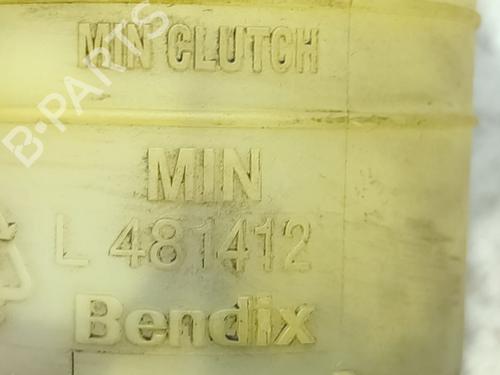 B-PARTS
MIN CLUTCH
MIN
L 481412
Bendix